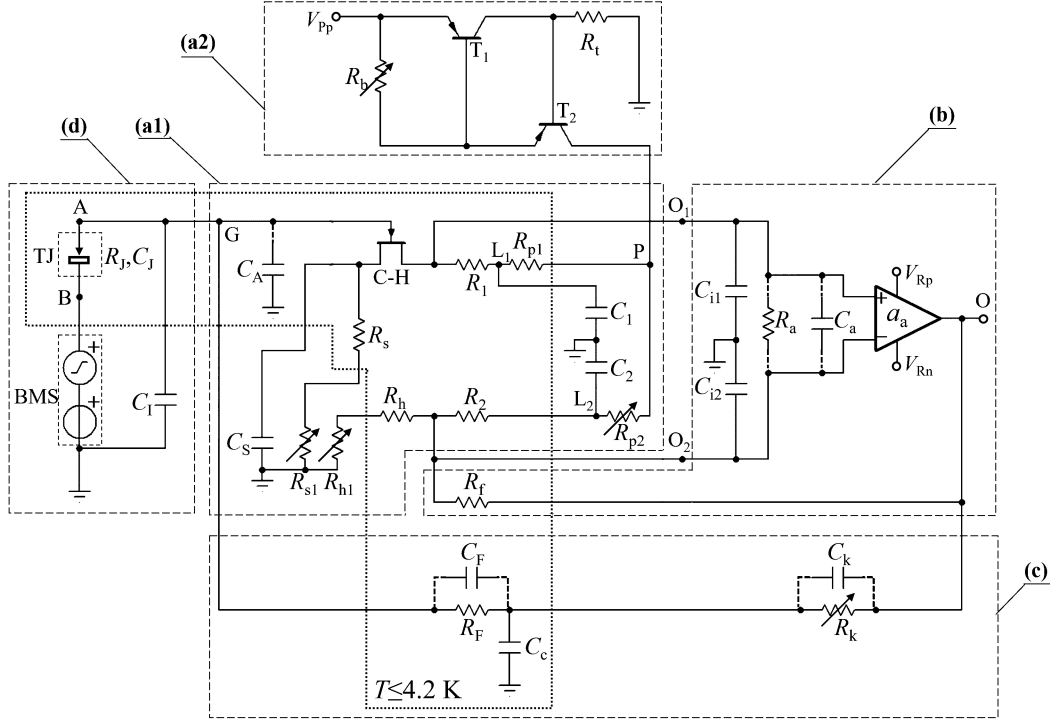 (a2)
V_Pp
T_1
R_t
R_b
T_2
(d)
(a1)
(b)
A
G
O_1
TJ
R_J, C_J
B
C_A
C-H
L_1
R_p1
P
R_1
C_1
C_i1
R_a
C_a
a_a
+
−
V_Rp
V_Rn
O
R_s
C_2
C_i2
BMS
+
+
C_I
C_S
R_h
R_2
L_2
R_p2
R_s1
R_h1
O_2
R_f
(c)
C_F
R_F
C_c
C_k
R_k
T≤4.2 K